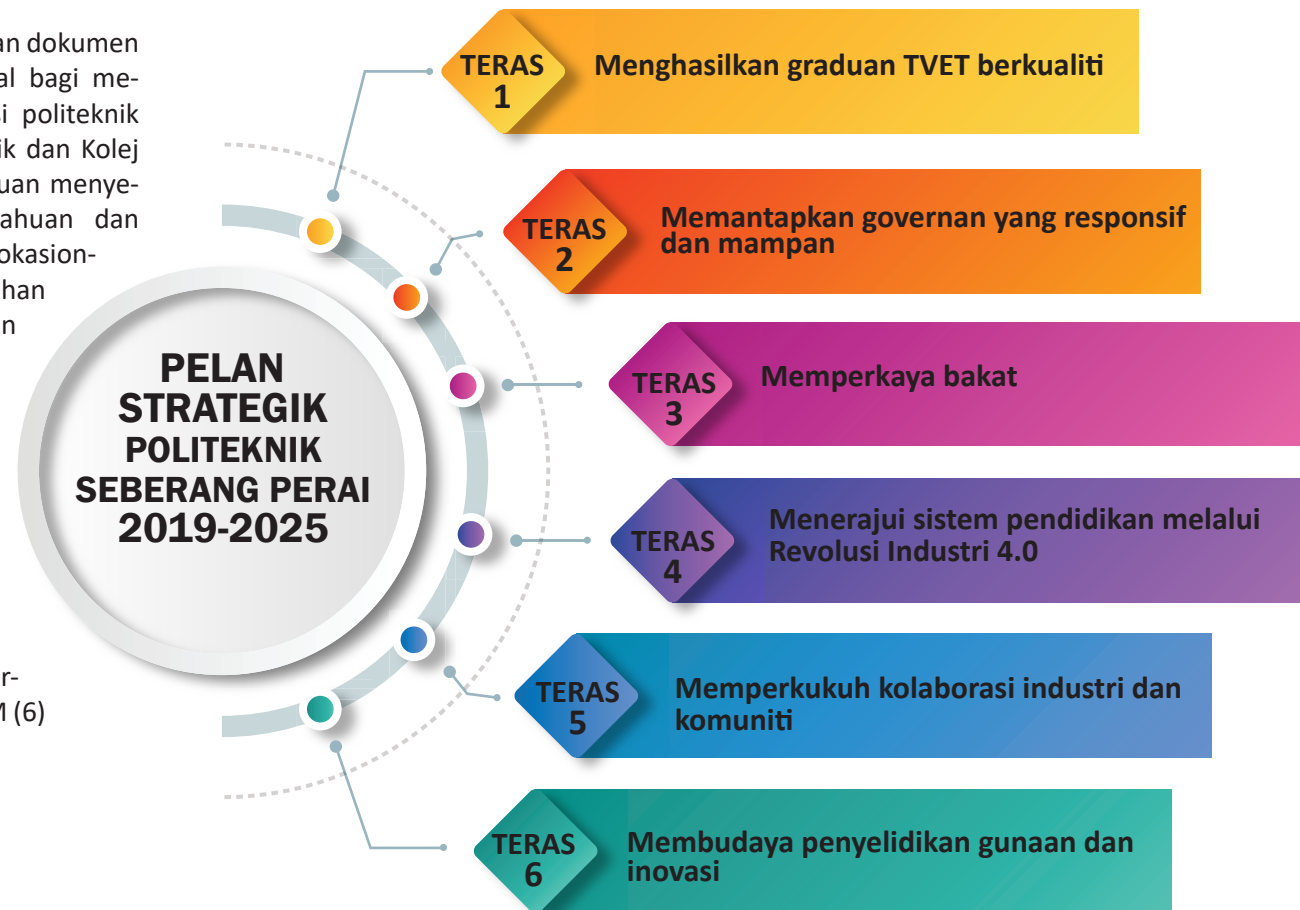 an dokumen
al bagi me-
si politeknik
ik dan Kolej
uan menye-
ahuan dan
okasion-
han
n
r-
M (6)
PELAN
STRATEGIK
POLITEKNIK
SEBERANG PERAI
2019-2025
TERAS
1
Menghasilkan graduan TVET berkualiti
TERAS
2
Memantapkan governan yang responsif
dan mampan
TERAS
3
Memperkaya bakat
TERAS
4
Menerajui sistem pendidikan melalui
Revolusi Industri 4.0
TERAS
5
Memperkukuh kolaborasi industri dan
komuniti
TERAS
6
Membudaya penyelidikan gunaan dan
inovasi